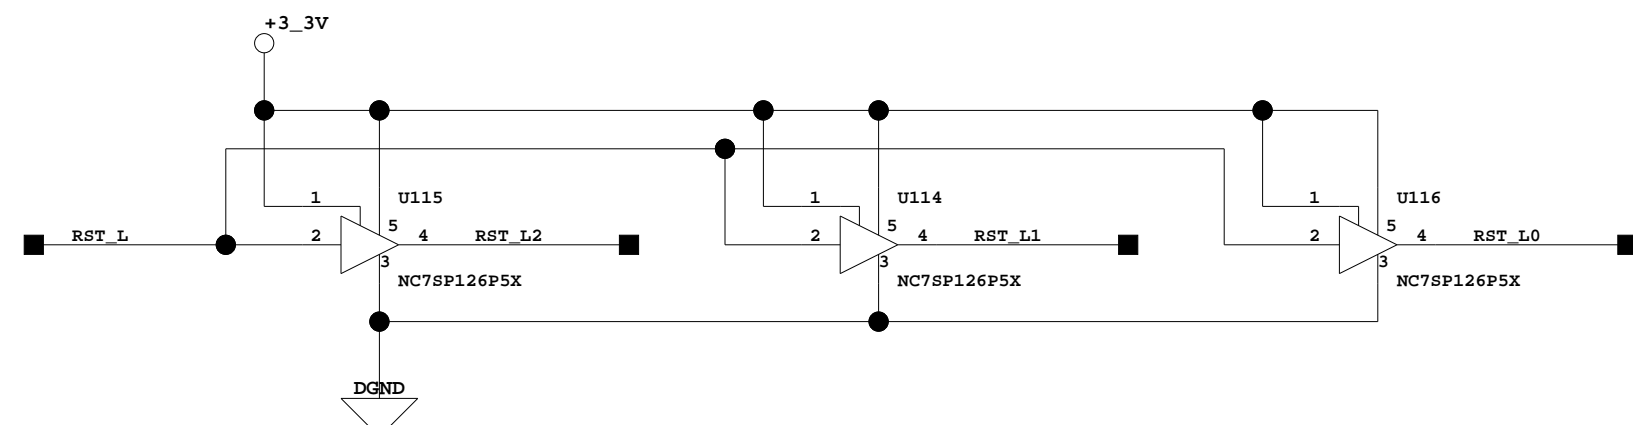 +3_3V
1 U115 1 U114 1 U116
5 5 5
RST_L 2 4 RST_L2 2 4 RST_L1 2 4 RST_L0
3 3 3
NC7SP126P5X NC7SP126P5X NC7SP126P5X
DGND